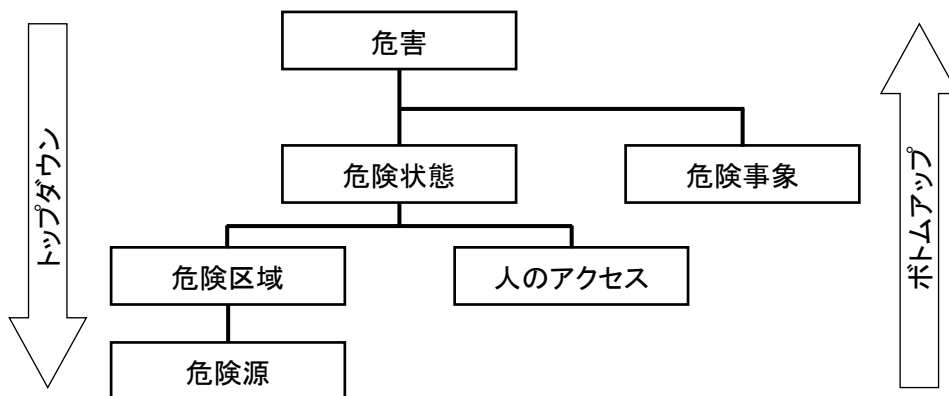 危害
危険状態
危険事象
危険区域
人のアクセス
危険源
トップダウン
ボトムアップ